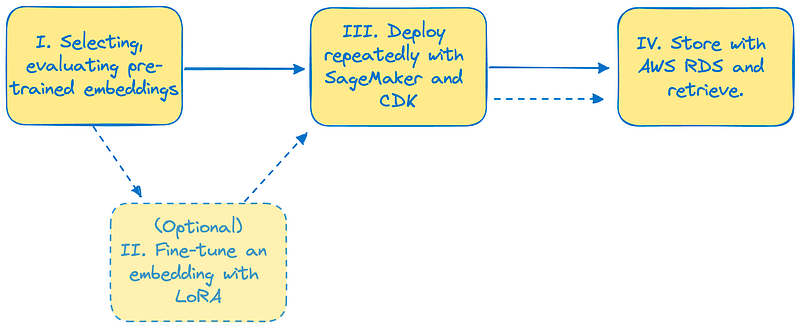 I. Selecting,
evaluating pre-
trained embeddings
(Optional)
II. Fine-tune an
embedding with
LoRA
III. Deploy
repeatedly with
SageMaker and
CDK
IV. Store with
AWS RDS and
retrieve.